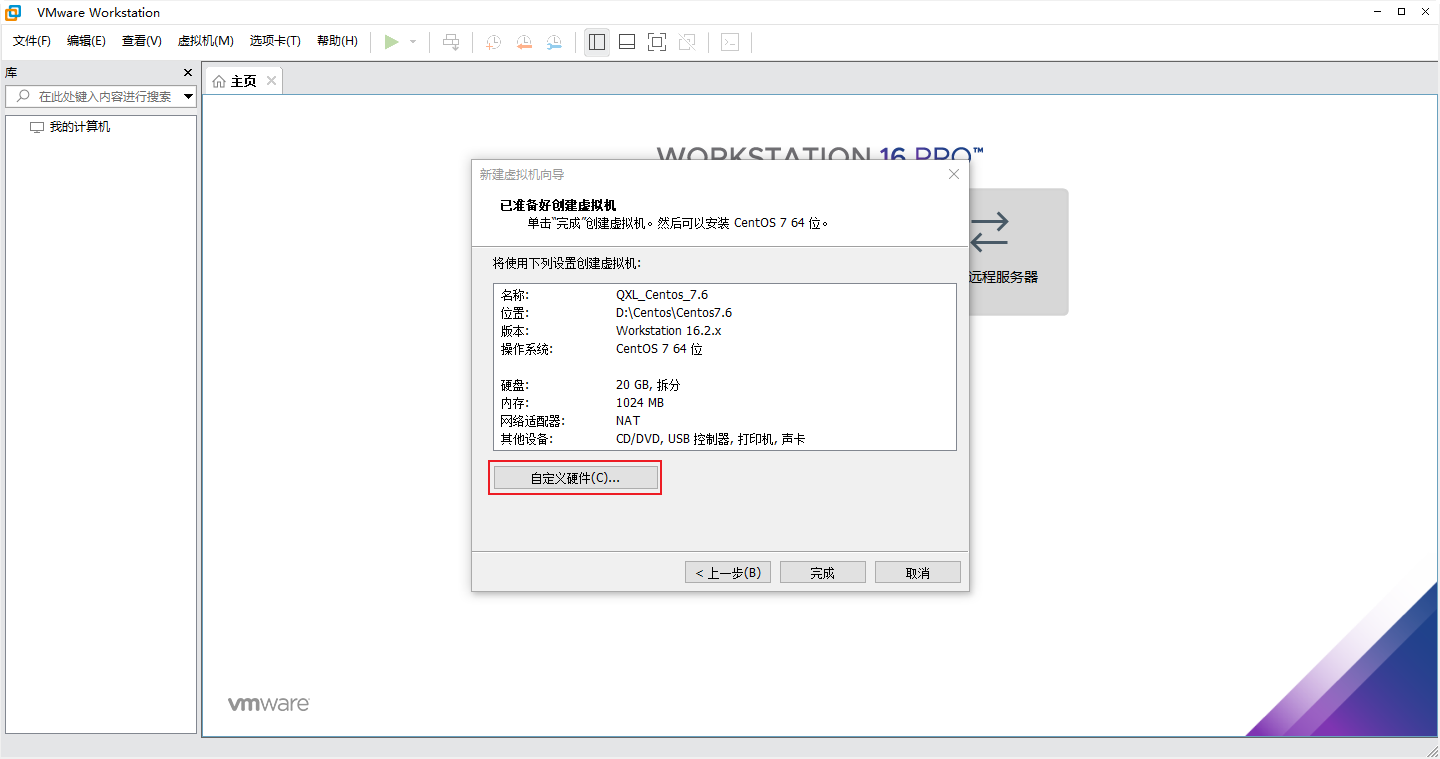 VMware Workstation
文件(F) 编辑(E) 查看(V) 虚拟机(M) 选项卡(T) 帮助(H)
库
主页
在此处键入内容进行搜索
我的计算机
WORKSTATION 16 PRO™
新建虚拟机向导
已准备好创建虚拟机
单击“完成”创建虚拟机。然后可以安装 CentOS 7 64 位。
远程服务器
将使用下列设置创建虚拟机:
名称: QXL_Centos_7.6
位置: D:\Centos\Centos7.6
版本: Workstation 16.2.x
操作系统: CentOS 7 64 位
硬盘: 20 GB, 拆分
内存: 1024 MB
网络适配器: NAT
其他设备: CD/DVD, USB 控制器, 打印机, 声卡
自定义硬件(C)...
< 上一步(B) 完成 取消
vmware